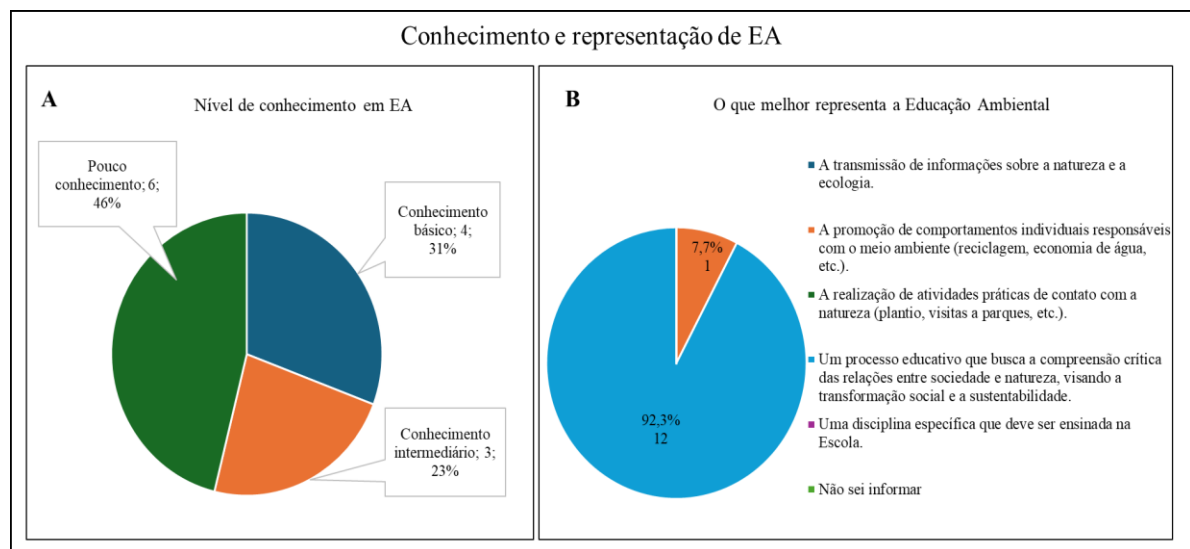 Conhecimento e representação de EA
A
Nível de conhecimento em EA
Pouco
conhecimento; 6;
46%
Conhecimento
básico; 4;
31%
Conhecimento
intermediário; 3;
23%
B
O que melhor representa a Educação Ambiental
7,7%
1
92,3%
12
A transmissão de informações sobre a natureza e a
ecologia.
A promoção de comportamentos individuais responsáveis
com o meio ambiente (reciclagem, economia de água,
etc.).
A realização de atividades práticas de contato com a
natureza (plantio, visitas a parques, etc.).
Um processo educativo que busca a compreensão crítica
das relações entre sociedade e natureza, visando a
transformação social e a sustentabilidade.
Uma disciplina específica que deve ser ensinada na
Escola.
Não sei informar